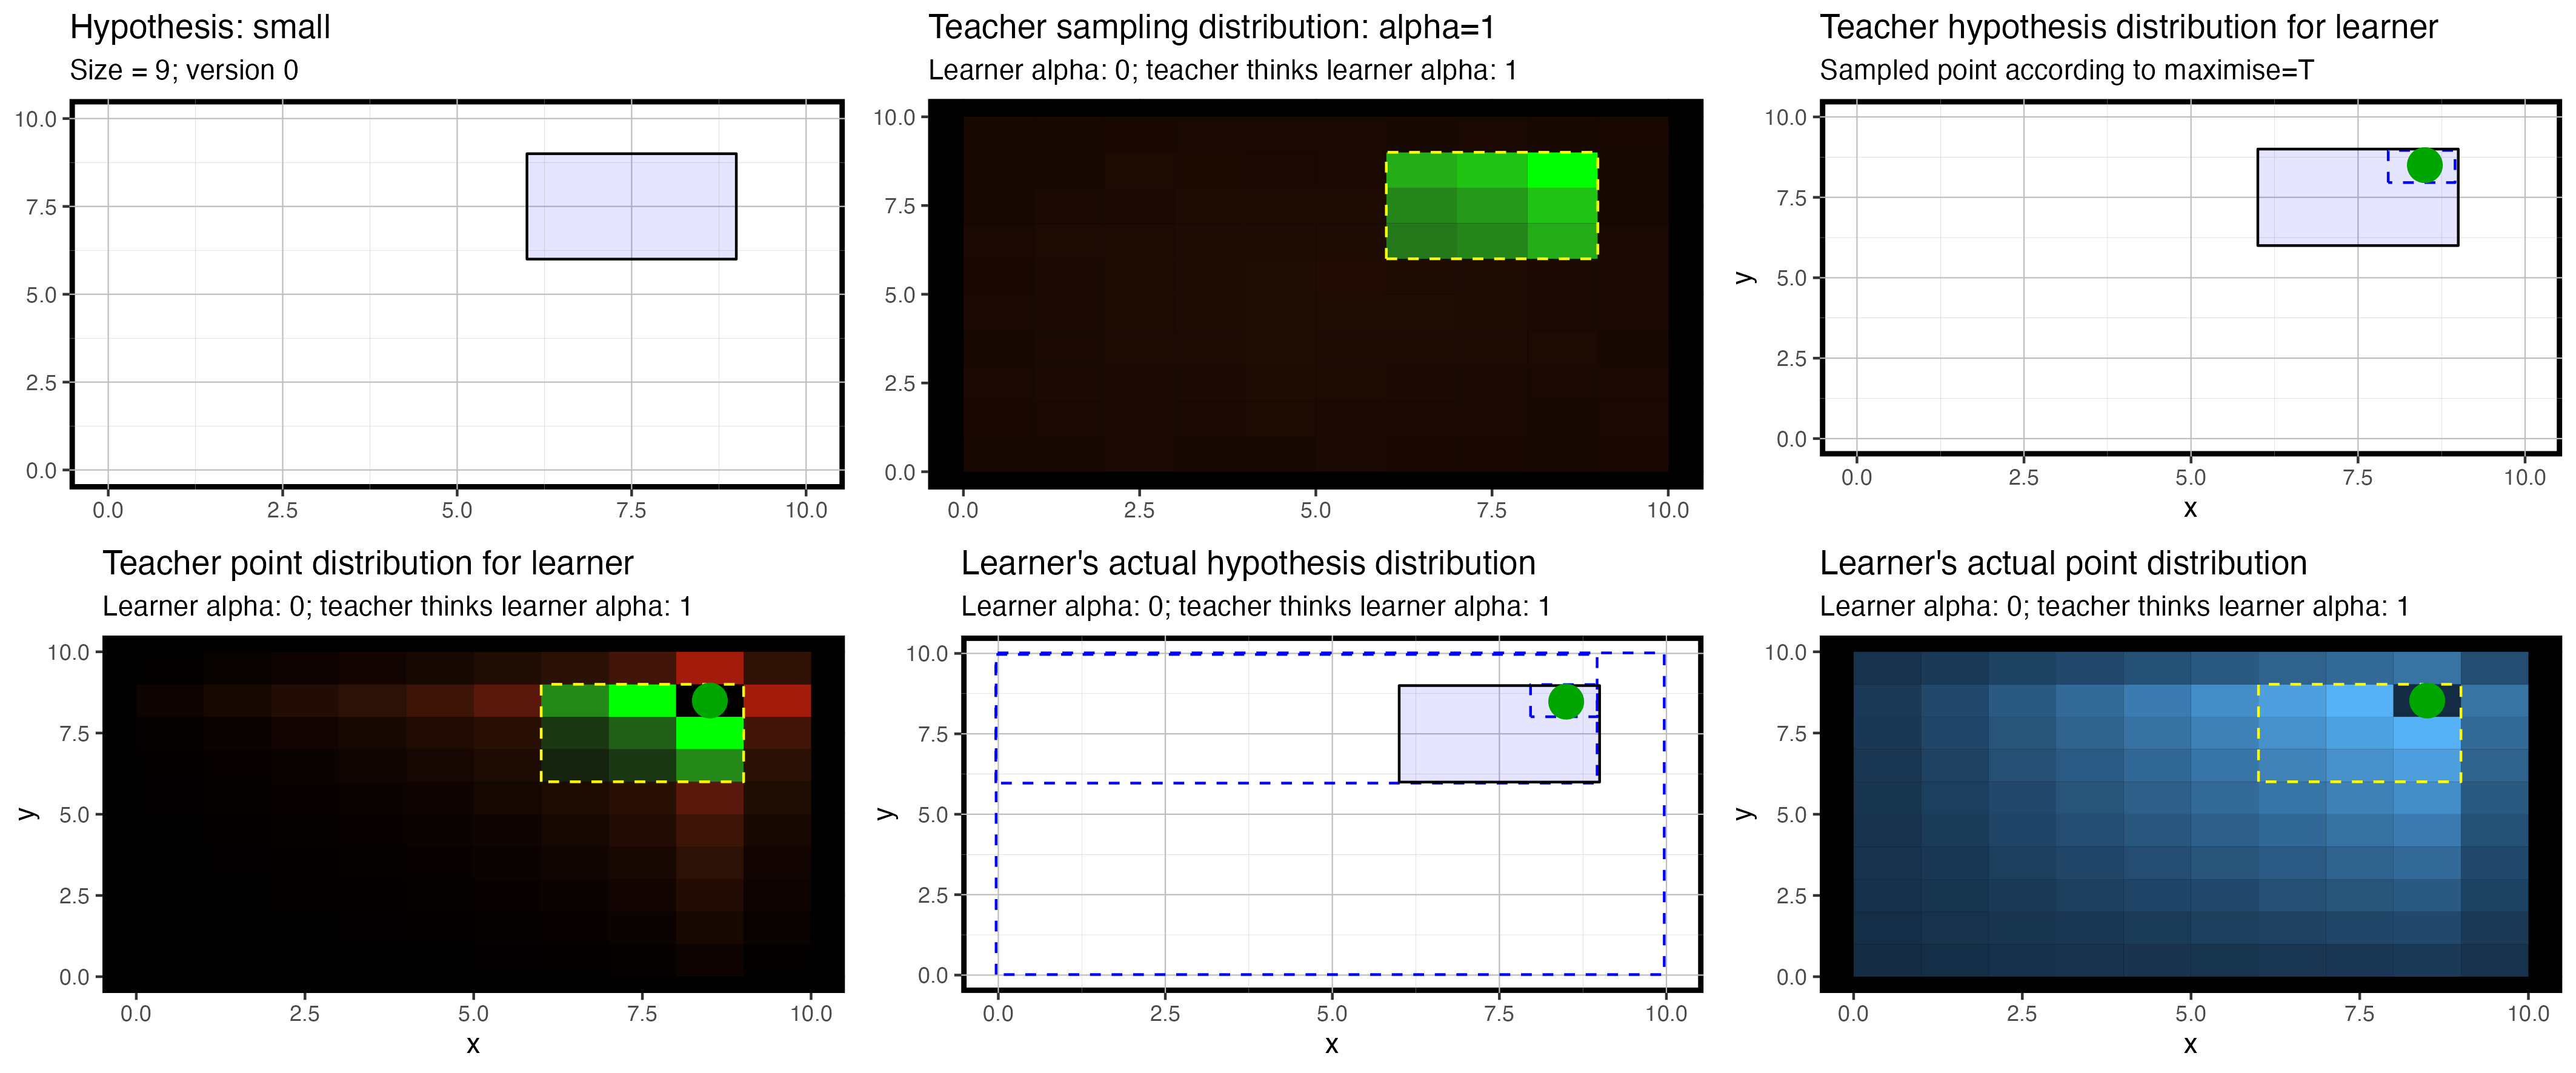 Hypothesis: small
Size = 9; version 0
10.0
7.5
5.0
2.5
0.0
0.0 2.5 5.0 7.5 10.0
Teacher sampling distribution: alpha=1
Learner alpha: 0; teacher thinks learner alpha: 1
10.0
7.5
5.0
2.5
0.0
0.0 2.5 5.0 7.5 10.0
Teacher hypothesis distribution for learner
Sampled point according to maximise=T
10.0
7.5
y
5.0
2.5
0.0
0.0 2.5 5.0 7.5 10.0
x
Teacher point distribution for learner
Learner alpha: 0; teacher thinks learner alpha: 1
10.0
7.5
y
5.0
2.5
0.0
0.0 2.5 5.0 7.5 10.0
x
Learner's actual hypothesis distribution
Learner alpha: 0; teacher thinks learner alpha: 1
10.0
7.5
y
5.0
2.5
0.0
0.0 2.5 5.0 7.5 10.0
x
Learner's actual point distribution
Learner alpha: 0; teacher thinks learner alpha: 1
10.0
7.5
y
5.0
2.5
0.0
0.0 2.5 5.0 7.5 10.0
x